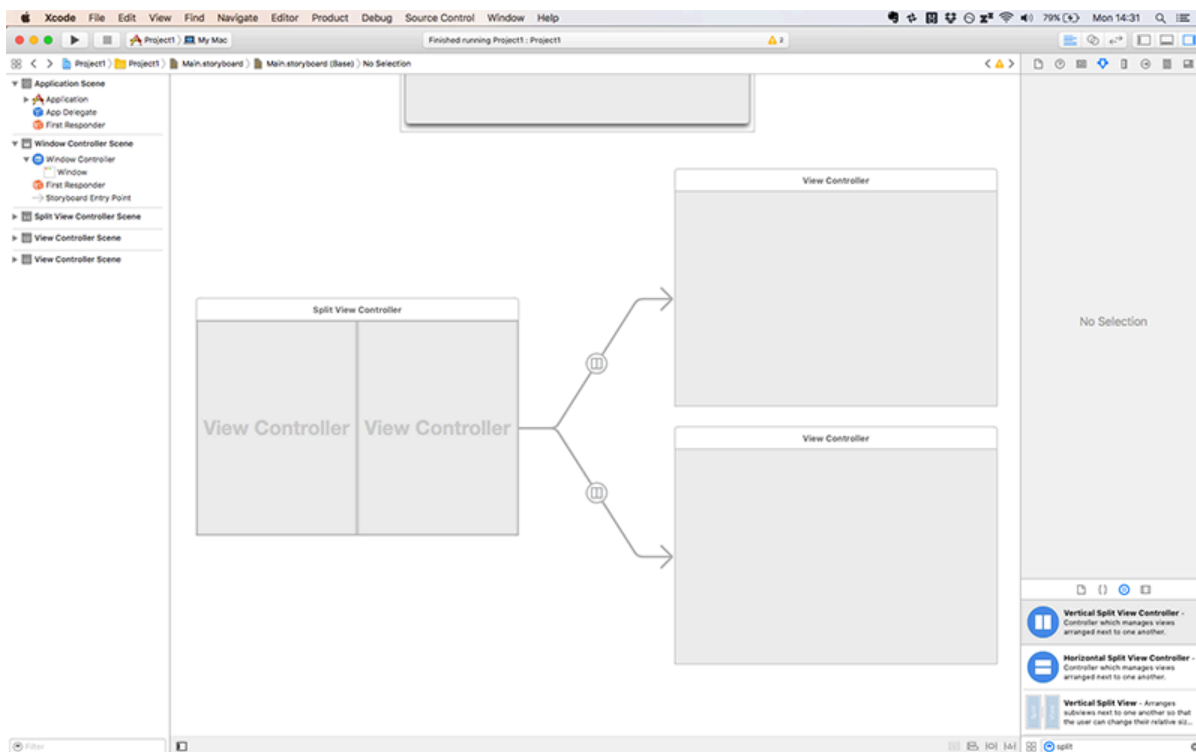 Xcode File Edit View Find Navigate Editor Product Debug Source Control Window Help 79% Mon 14:31
Project1 My Mac Finished running Project1 : Project1 2
Project1 Project1 Main.storyboard Main.storyboard (Base) No Selection
Application Scene
Application
App Delegate
First Responder
Window Controller Scene
Window Controller
Window
First Responder
Storyboard Entry Point
Split View Controller Scene
View Controller Scene
View Controller Scene
View Controller
Split View Controller
View Controller View Controller
View Controller
No Selection
Vertical Split View Controller -
Controller which manages views
arranged next to one another.
Horizontal Split View Controller -
Controller which manages views
arranged next to one another.
Vertical Split View - Arranges
subviews next to one another so that
the user can change their relative siz...
Filter
split